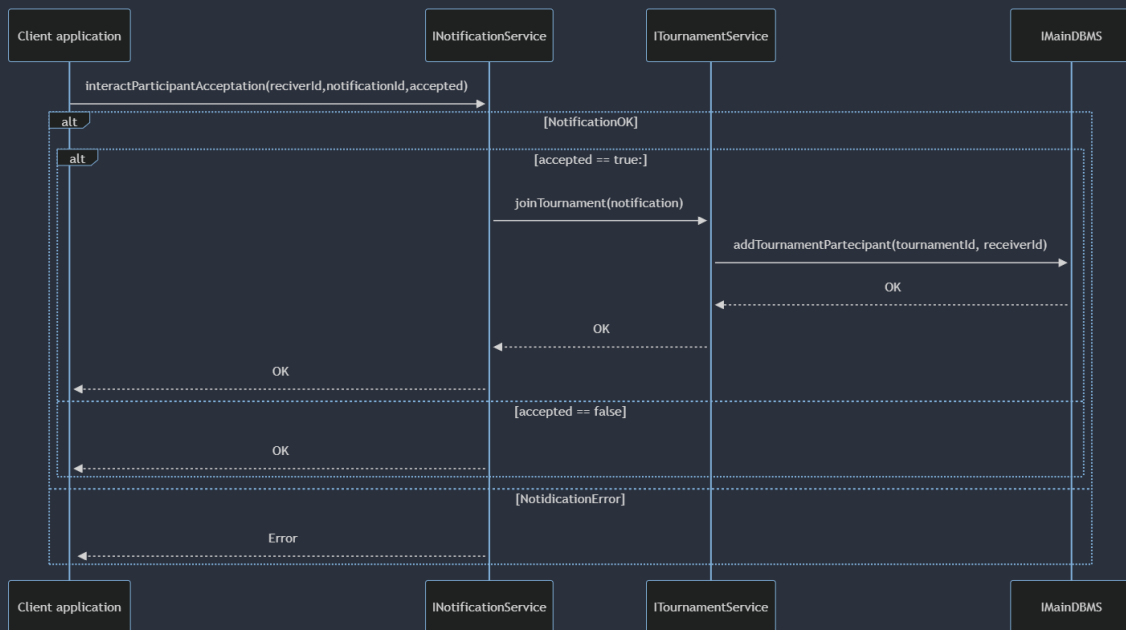 Client application
INotificationService
ITournamentService
IMainDBMS
interactParticipantAcceptation(reciverId,notificationId,accepted)
alt
[NotificationOK]
alt
[accepted == true:]
joinTournament(notification)
addTournamentPartecipant(tournamentId, receiverId)
OK
OK
OK
[accepted == false]
OK
[NotidicationError]
Error
Client application
INotificationService
ITournamentService
IMainDBMS